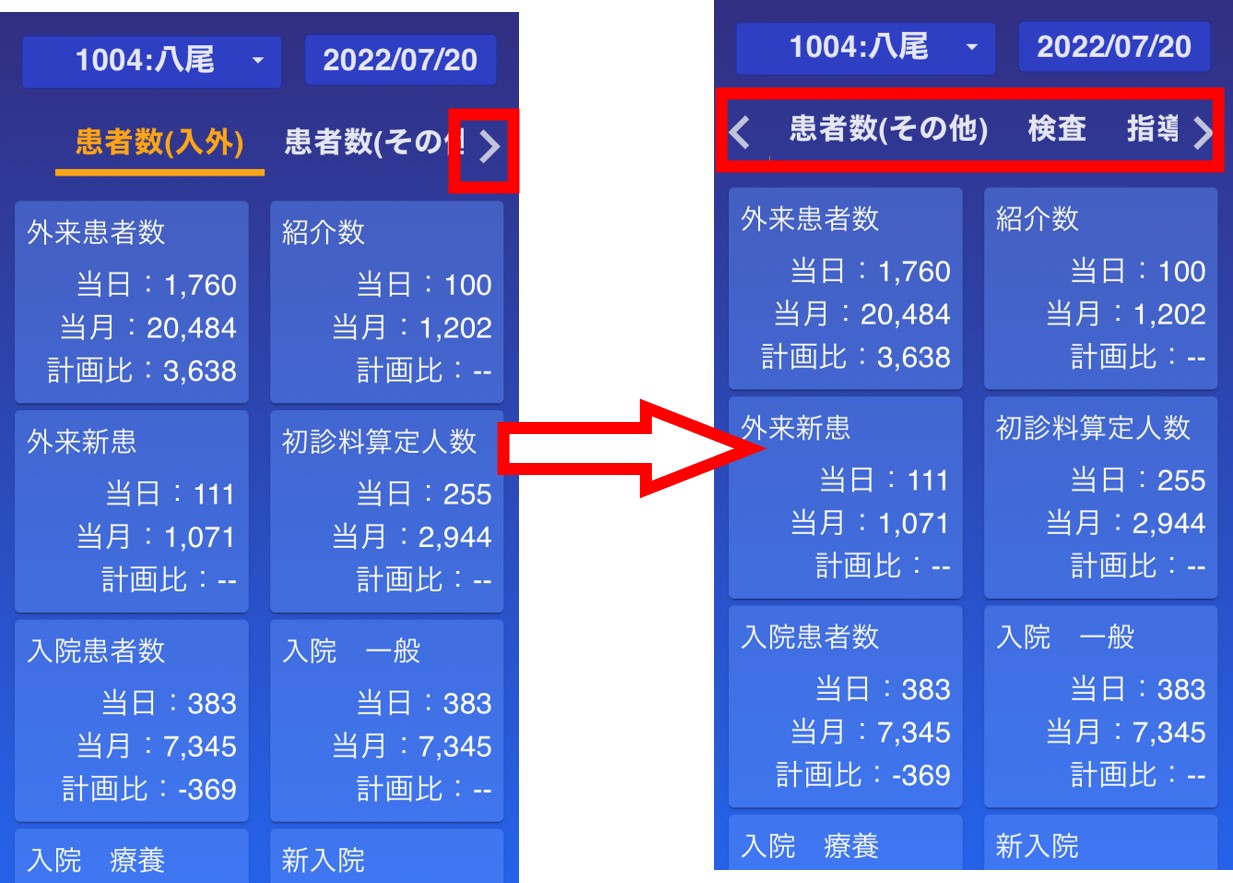 1004:八尾 2022/07/20
患者数(入外) 患者数(その
外来患者数
当日：1,760
当月：20,484
計画比：3,638
紹介数
当日：100
当月：1,202
計画比：--
外来新患
当日：111
当月：1,071
計画比：--
初診料算定人数
当日：255
当月：2,944
計画比：--
入院患者数
当日：383
当月：7,345
計画比：-369
入院　一般
当日：383
当月：7,345
計画比：--
入院　療養
新入院
1004:八尾 2022/07/20
患者数(その他) 検査 指導
外来患者数
当日：1,760
当月：20,484
計画比：3,638
紹介数
当日：100
当月：1,202
計画比：--
外来新患
当日：111
当月：1,071
計画比：--
初診料算定人数
当日：255
当月：2,944
計画比：--
入院患者数
当日：383
当月：7,345
計画比：-369
入院　一般
当日：383
当月：7,345
計画比：--
入院　療養
新入院